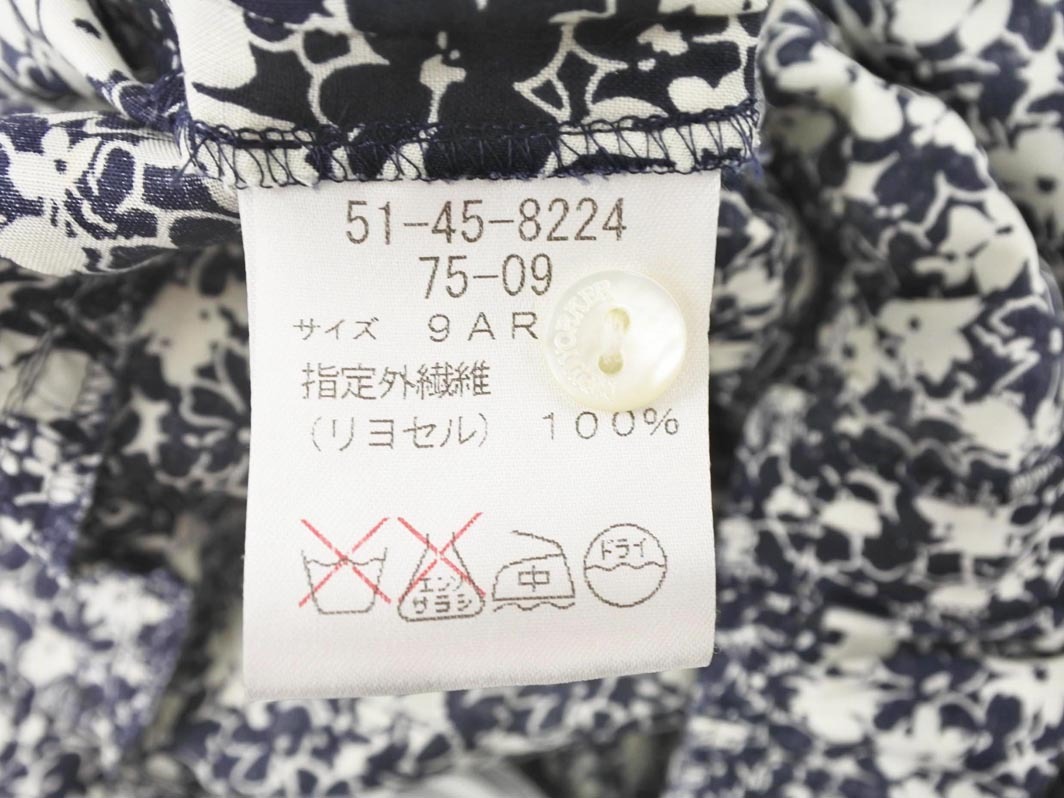 51-45-8224
75-09
サイズ 9AR
指定外繊維
(リヨセル) 100%
エンソ
サラシ
中
ドライ